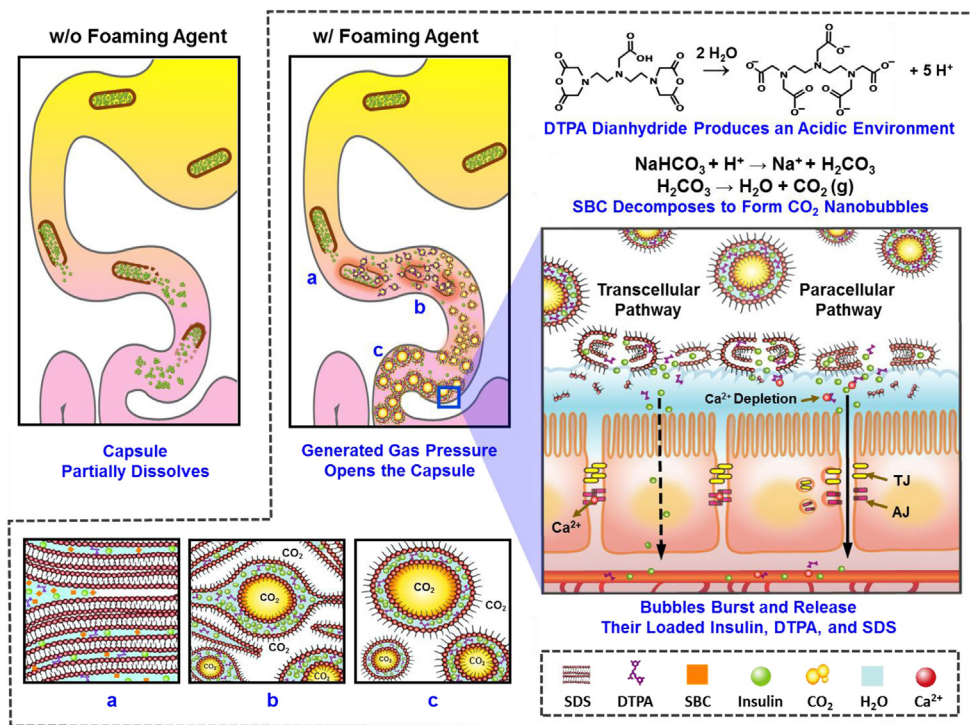 w/o Foaming Agent
Capsule
Partially Dissolves
w/ Foaming Agent
a
b
c
Generated Gas Pressure
Opens the Capsule
O
O
O
O
O
O
N
N
N
O
OH
2 H₂O
O
O⁻
O⁻
O
N
N
N
O⁻
O
O
O⁻
O
O⁻
+ 5 H⁺
DTPA Dianhydride Produces an Acidic Environment
NaHCO₃ + H⁺ → Na⁺ + H₂CO₃
H₂CO₃ → H₂O + CO₂ (g)
SBC Decomposes to Form CO₂ Nanobubbles
Transcellular
Pathway
Paracellular
Pathway
Ca²⁺ Depletion
TJ
AJ
Ca²⁺
Bubbles Burst and Release
Their Loaded Insulin, DTPA, and SDS
a
CO₂
CO₂
CO₂
CO₂
CO₂
CO₂
b
CO₂
CO₂
CO₂
CO₂
c
SDS
DTPA
SBC
Insulin
CO₂
H₂O
Ca²⁺